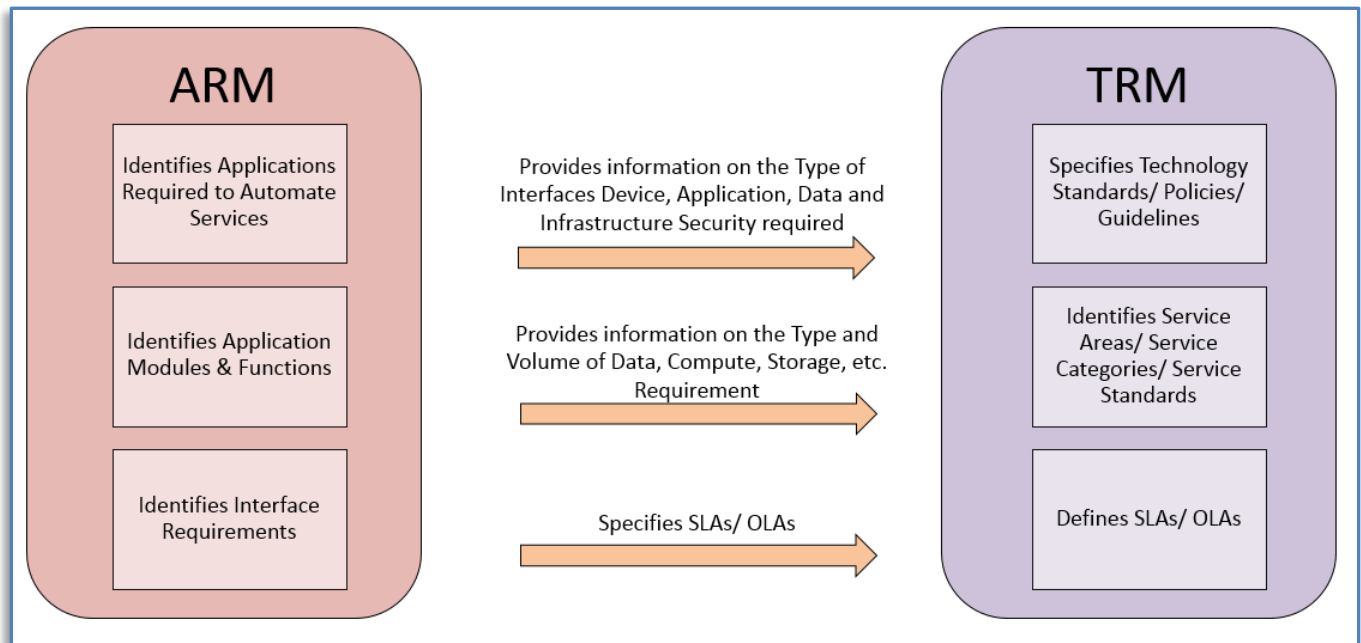 ARM
Identifies Applications
Required to Automate
Services
Identifies Application
Modules & Functions
Identifies Interface
Requirements
Provides information on the Type of
Interfaces Device, Application, Data and
Infrastructure Security required
Provides information on the Type and
Volume of Data, Compute, Storage, etc.
Requirement
Specifies SLAs/ OLAs
TRM
Specifies Technology
Standards/ Policies/
Guidelines
Identifies Service
Areas/ Service
Categories/ Service
Standards
Defines SLAs/ OLAs